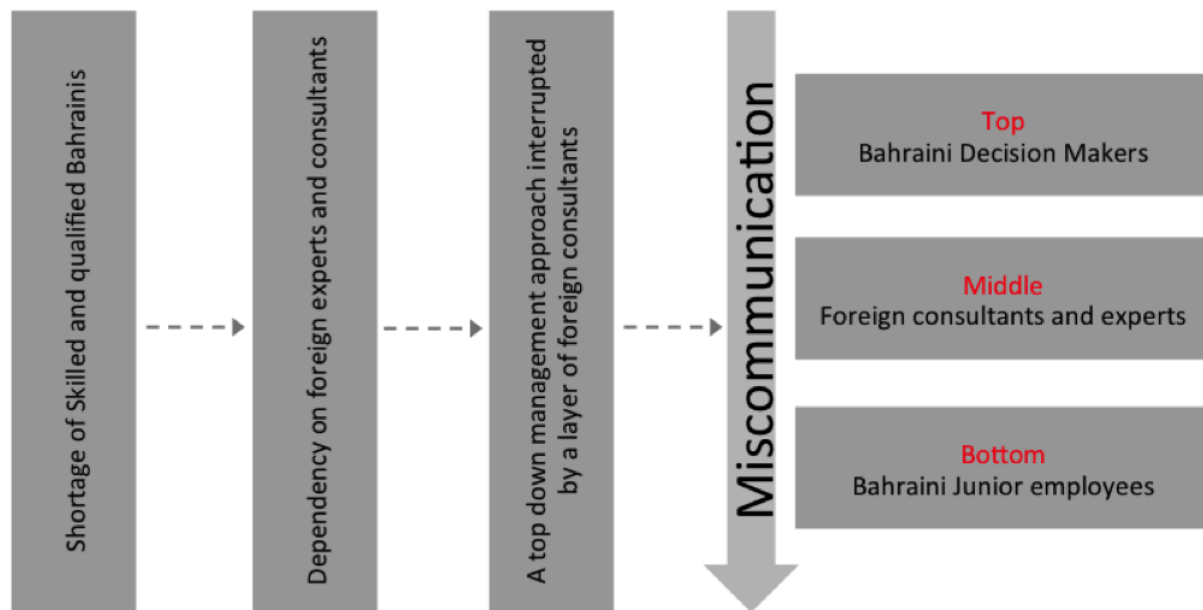 Shortage of Skilled and qualified Bahrainis
Dependency on foreign experts and consultants
A top down management approach interrupted
by a layer of foreign consultants
Miscommunication
Top
Bahraini Decision Makers
Middle
Foreign consultants and experts
Bottom
Bahraini Junior employees